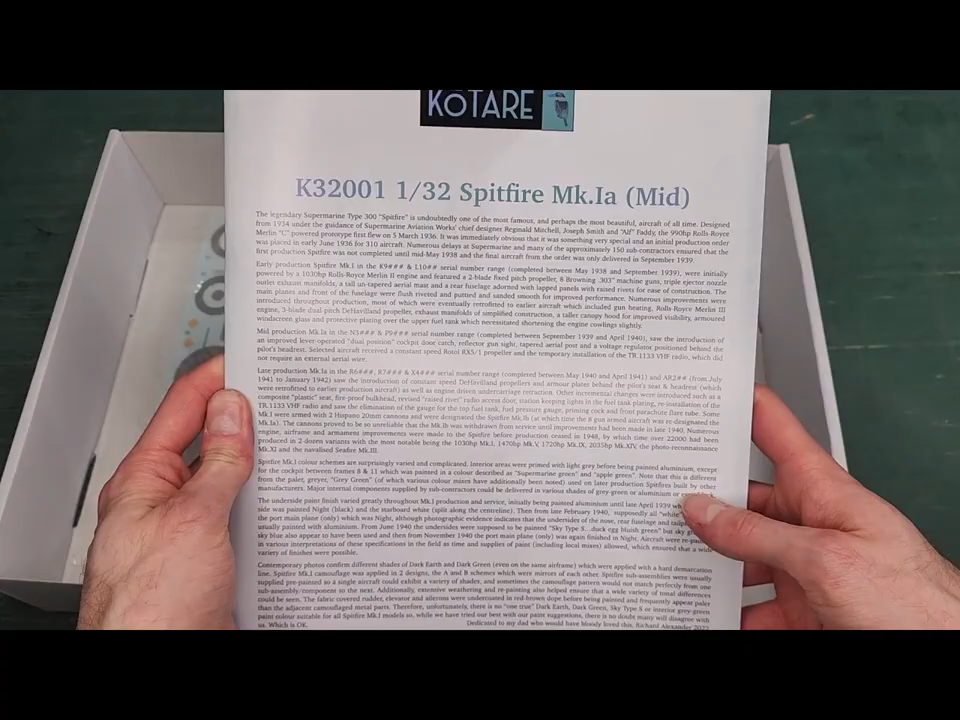 KōTARE
K32001 1/32 Spitfire Mk.Ia (Mid)
The legendary Supermarine Type 300 "Spitfire" is undoubtedly one of the most famous, and perhaps the most beautiful, aircraft of all time. Designed
from 1934 under the guidance of Supermarine Aviation Works' chief designer Reginald Mitchell, Joseph Smith and "Alf" Faddy, the 990hp Rolls-Royce
Merlin "C" powered prototype first flew on 5 March 1936. It was immediately obvious that it was something very special and an initial production order
was placed in early June 1936 for 310 aircraft. Numerous delays at Supermarine and many of the approximately 150 sub-contractors ensured that the
first production Spitfire was not completed until mid-May 1938 and the final aircraft from the order was only delivered in September 1939.
Early production Spitfire Mk.I in the K9### & L10## serial number range (completed between May 1938 and September 1939), were initially
powered by a 1030hp Rolls-Royce Merlin II engine and featured a 2-blade fixed pitch propeller, 8 Browning .303" machine guns, triple ejector nozzle
outlet exhaust manifolds, a tall un-tapered aerial mast and a rear fuselage adorned with lapped panels with raised rivets for ease of construction. The
main planes and front of the fuselage were flush riveted and puttied and sanded smooth for improved performance. Numerous improvements were
introduced throughout production, most of which were eventually retrofitted to earlier aircraft which included gun heating, Rolls-Royce Merlin III
engine, 3-blade dual-pitch DeHavilland propeller, exhaust manifolds of simplified construction, a taller canopy hood for improved visibility, armoured
windscreen glass and protective plating over the upper fuel tank which necessitated shortening the engine cowlings slightly.
Mid production Mk.Ia in the N3### & P9### serial number range (completed between September 1939 and April 1940), saw the introduction of
an improved lever-operated "dual position" cockpit door catch, reflector gun sight, tapered aerial post and a voltage regulator positioned behind the
pilot's headrest. Selected aircraft received a constant speed Rotol RX5/1 propeller and the temporary installation of the TR.1133 VHF radio, which did
not require an external aerial wire.
Late production Mk.Ia in the R6###, R7### & X4### serial number range (completed between May 1940 and April 1941) and AR2## (from July
1941 to January 1942) saw the introduction of constant speed DeHavilland propellers and armour plates behind the pilot's seat & headrest (which
were retrofitted to earlier production aircraft) as well as engine driven undercarriage retraction. Other incremental changes were introduced such as a
composite "plastic" seat, fire-proof bulkhead, revised "raised rivet" radio access door, station keeping lights in the fuel tank plating, re-installation of the
TR.1133 VHF radio and saw the elimination of the gauge for the top fuel tank, fuel pressure gauge, priming cock and front parachute flare tube. Some
Mk.I were armed with 2 Hispano 20mm cannons and were designated the Spitfire Mk.Ib (at which time the 8 gun armed aircraft was re-designated the
Mk.Ia). The cannons proved to be so unreliable that the Mk.Ib was withdrawn from service until improvements had been made in late 1940. Numerous
engine, airframe and armament improvements were made to the Spitfire before production ceased in 1948, by which time over 22000 had been
produced in 2-dozen variants with the most notable being the 1030hp Mk.I, 1470hp Mk.V, 1720hp Mk.IX, 2035hp Mk.XIV, the photo-reconnaissance
Mk.XI and the navalised Seafire Mk.III.
Spitfire Mk.I colour schemes are surprisingly varied and complicated. Interior areas were primed with light grey before being painted aluminium, except
for the cockpit between frames 8 & 11 which was painted in a colour described as "Supermarine green" and "apple green". Note that this is different
from the paler, greyer, "Grey Green" (of which various colour mixes have additionally been noted) used on later production Spitfires built by other
manufacturers. Major internal components supplied by sub-contractors could be delivered in various shades of grey-green or aluminium or
The underside paint finish varied greatly throughout Mk.I production and service, initially being painted aluminium until late April 1939
side was painted Night (black) and the starboard white (split along the centreline). Then from late February 1940, supposedly all "white"
the port main plane (only) which was Night, although photographic evidence indicates that the undersides of the nose, rear fuselage and
usually painted with aluminium. From June 1940 the undersides were supposed to be painted "Sky Type S...duck egg bluish green" but sky
sky blue also appear to have been used and then from November 1940 the port main plane (only) was again finished in Night. Aircraft were
in various interpretations of these specifications in the field as time and supplies of paint (including local mixes) allowed, which ensured that a wide
variety of finishes were possible.
Contemporary photos confirm different shades of Dark Earth and Dark Green (even on the same airframe) which were applied with a hard demarcation
line. Spitfire Mk.I camouflage was applied in 2 designs, the A and B schemes which were mirrors of each other. Spitfire sub-assemblies were usually
supplied pre-painted so a single aircraft could exhibit a variety of shades, and sometimes the camouflage pattern would not match perfectly from one
sub-assembly/component to the next. Additionally, extensive weathering and re-painting also helped ensure that a wide variety of tonal differences
could be seen. The fabric covered rudder, elevator and ailerons were undercoated in red-brown dope before being painted and frequently appear paler
than the adjacent camouflaged metal parts. Therefore, unfortunately, there is no "one true" Dark Earth, Dark Green, Sky Type S or interior grey-green
paint colour suitable for all Spitfire Mk.I models so, while we have tried our best with our paint suggestions, there is no doubt many will disagree with
us. Which is OK.
Dedicated to my dad who would have bloody loved this. Richard Alexander 2022